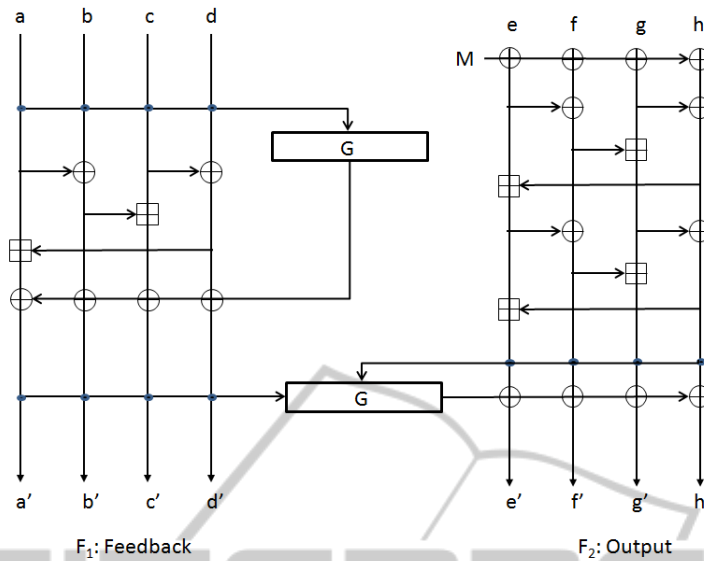 a b c d e f g h
M
G
G
a' b' c' d' e' f' g' h
F₁: Feedback F₂: Output